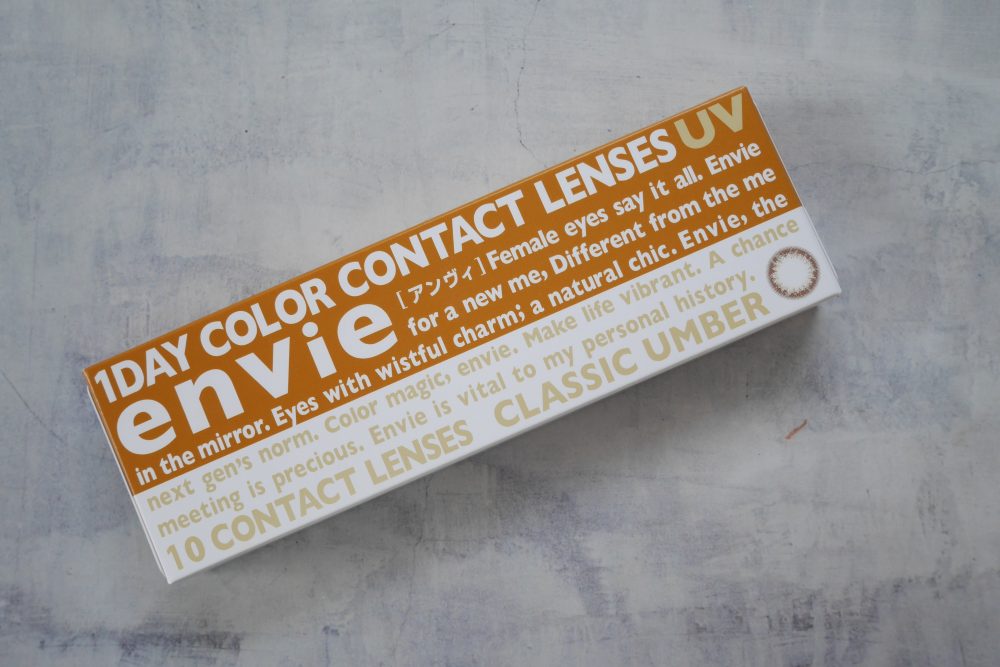 1DAY COLOR CONTACT LENSES UV
envie [アンヴィ] Female eyes say it all. Envie
for a new me, Different from the me
in the mirror. Eyes with wistful charm; a natural chic. Envie, the
next gen's norm. Color magic, envie. Make life vibrant. A chance
meeting is precious. Envie is vital to my personal history.
10 CONTACT LENSES CLASSIC UMBER